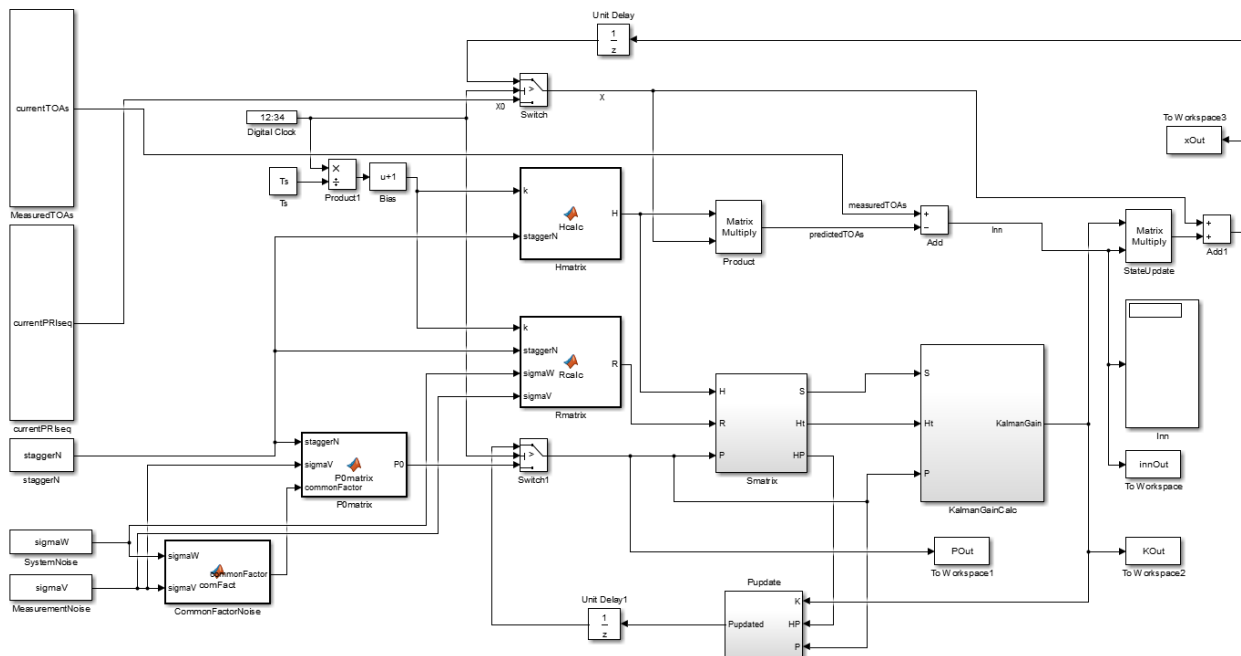 Unit Delay
1
z
currentTOAs
MeasuredTOAs
>
Switch
X0
X
12:34
Digital Clock
To Workspace3
xOut
Ts
Ts
×
÷
Product1
u+1
Bias
k
staggerN
Hcalc
H
Hmatrix
Matrix
Multiply
Product
measuredTOAs
predictedTOAs
+
−
Add
Inn
Matrix
Multiply
StateUpdate
+
+
Add1
currentPRIseq
currentPRIseq
k
staggerN
sigmaW
sigmaV
Rcalc
R
Rmatrix
H
R
P
S
Ht
HP
Smatrix
S
Ht
P
KalmanGain
KalmanGainCalc
Inn
innOut
To Workspace
staggerN
staggerN
staggerN
sigmaV
commonFactor
P0matrix
P0
P0matrix
>
Switch1
sigmaW
SystemNoise
sigmaV
MeasurementNoise
sigmaW
sigmaV
commonFactor
comFact
CommonFactorNoise
POut
To Workspace1
KOut
To Workspace2
Unit Delay1
1
z
Pupdate
Pupdated
K
HP
P